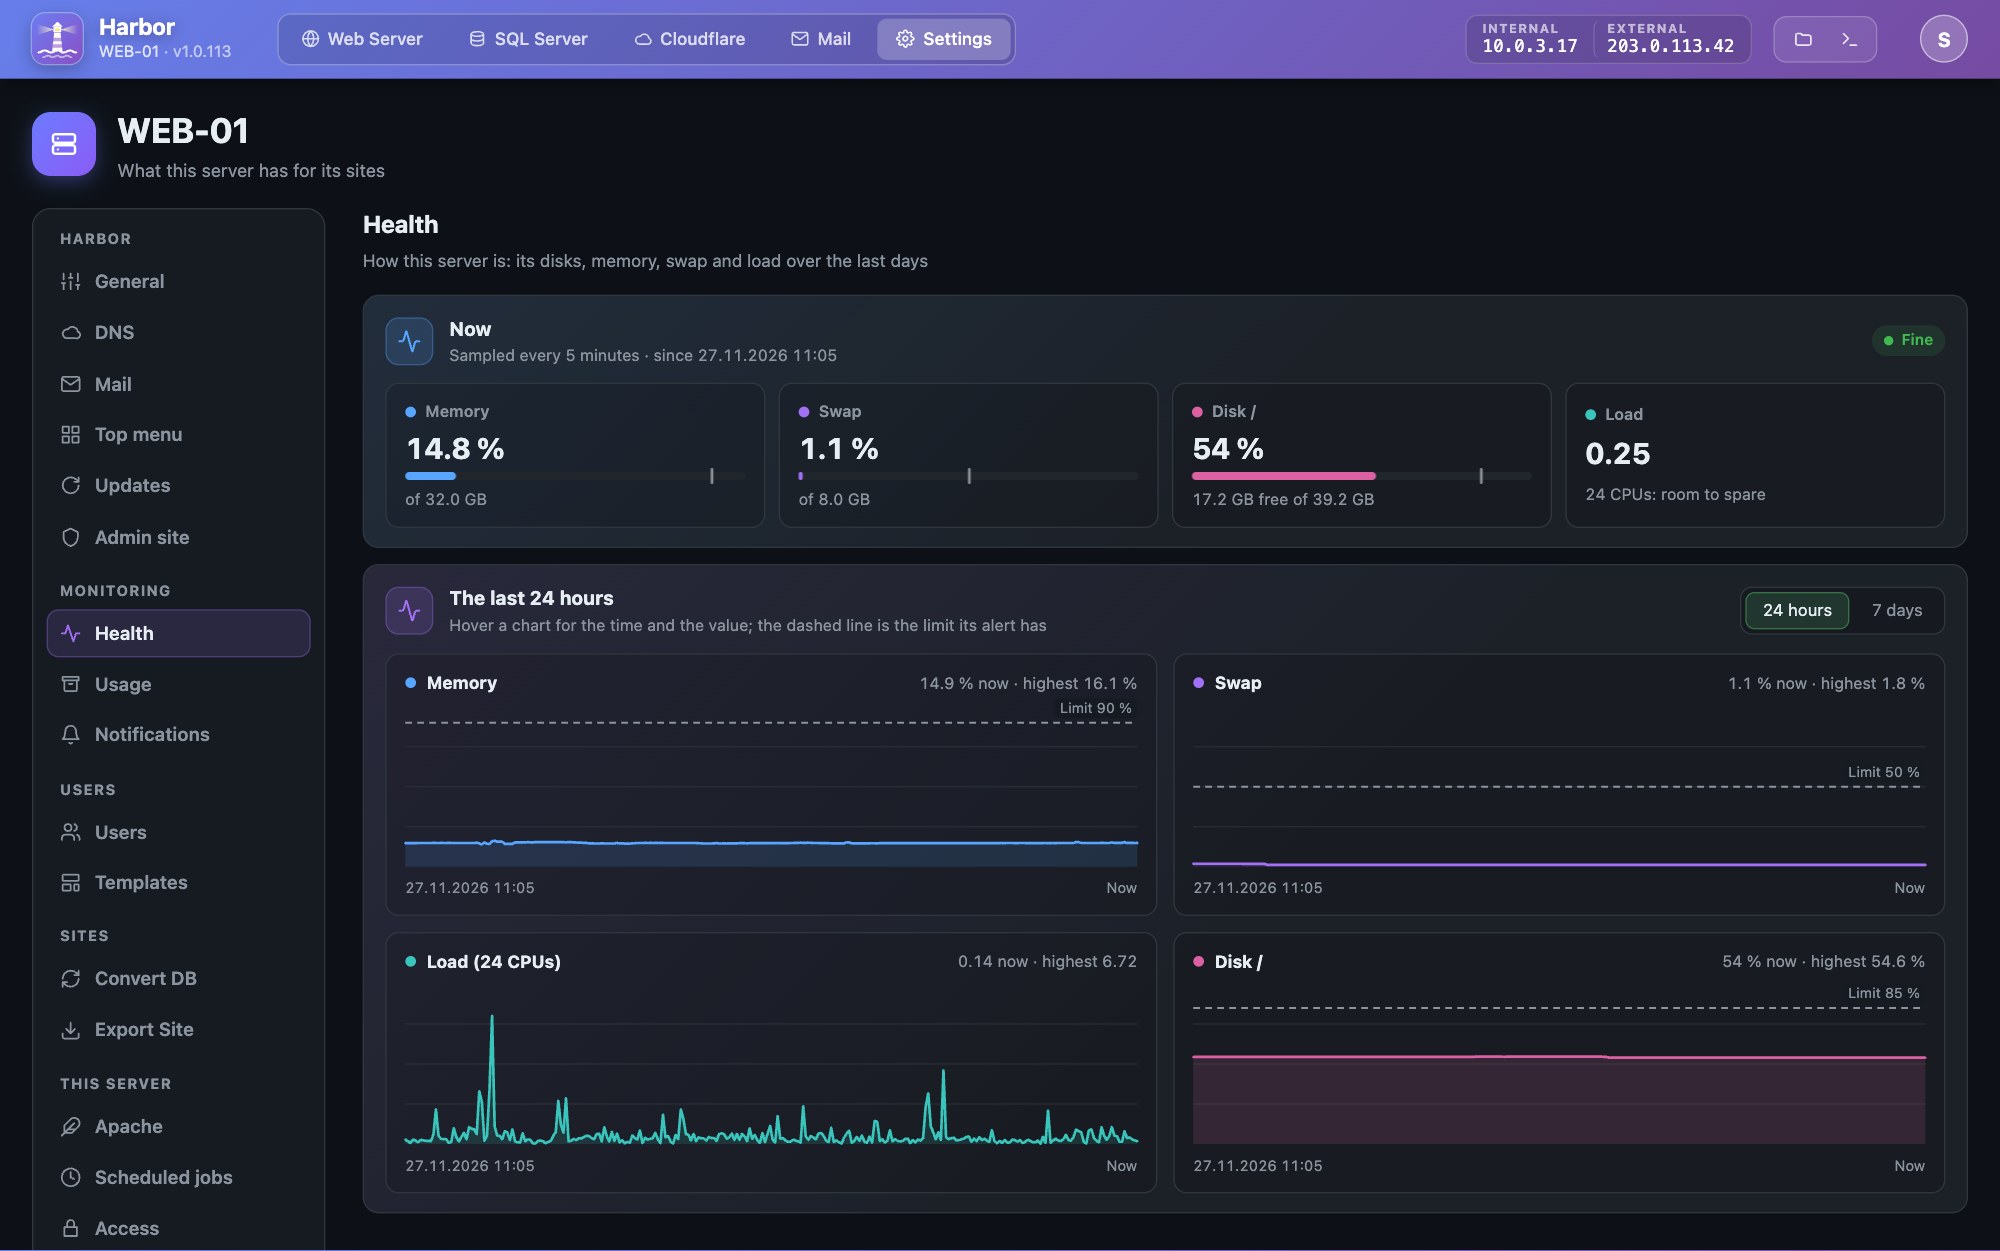 Harbor
WEB-01 · v1.0.113
Web Server
SQL Server
Cloudflare
Mail
Settings
INTERNAL
10.0.3.17
EXTERNAL
203.0.113.42
S
WEB-01
What this server has for its sites
HARBOR
General
DNS
Mail
Top menu
Updates
Admin site
MONITORING
Health
Usage
Notifications
USERS
Users
Templates
SITES
Convert DB
Export Site
THIS SERVER
Apache
Scheduled jobs
Access
Health
How this server is: its disks, memory, swap and load over the last days
Now
Sampled every 5 minutes · since 27.11.2026 11:05
Fine
Memory
14.8 %
of 32.0 GB
Swap
1.1 %
of 8.0 GB
Disk /
54 %
17.2 GB free of 39.2 GB
Load
0.25
24 CPUs: room to spare
The last 24 hours
Hover a chart for the time and the value; the dashed line is the limit its alert has
24 hours
7 days
Memory
14.9 % now · highest 16.1 %
Limit 90 %
27.11.2026 11:05
Now
Swap
1.1 % now · highest 1.8 %
Limit 50 %
27.11.2026 11:05
Now
Load (24 CPUs)
0.14 now · highest 6.72
27.11.2026 11:05
Now
Disk /
54 % now · highest 54.6 %
Limit 85 %
27.11.2026 11:05
Now